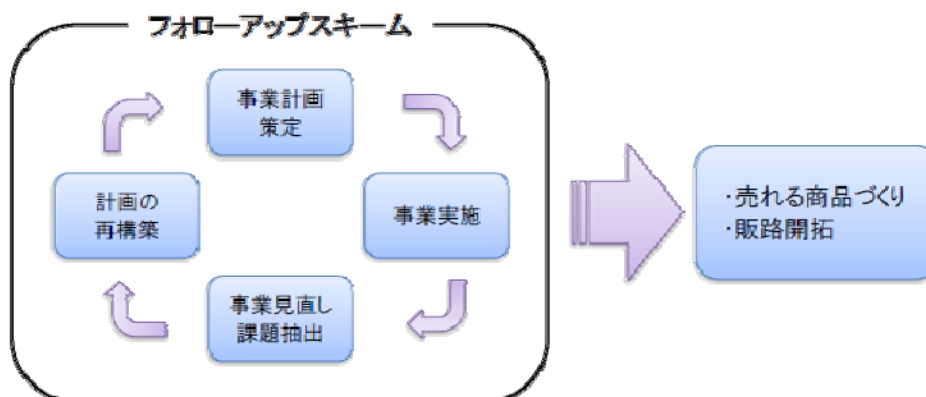 フォローアップスキーム
事業計画
策定
事業実施
事業見直し
課題抽出
計画の
再構築
・売れる商品づくり
・販路開拓